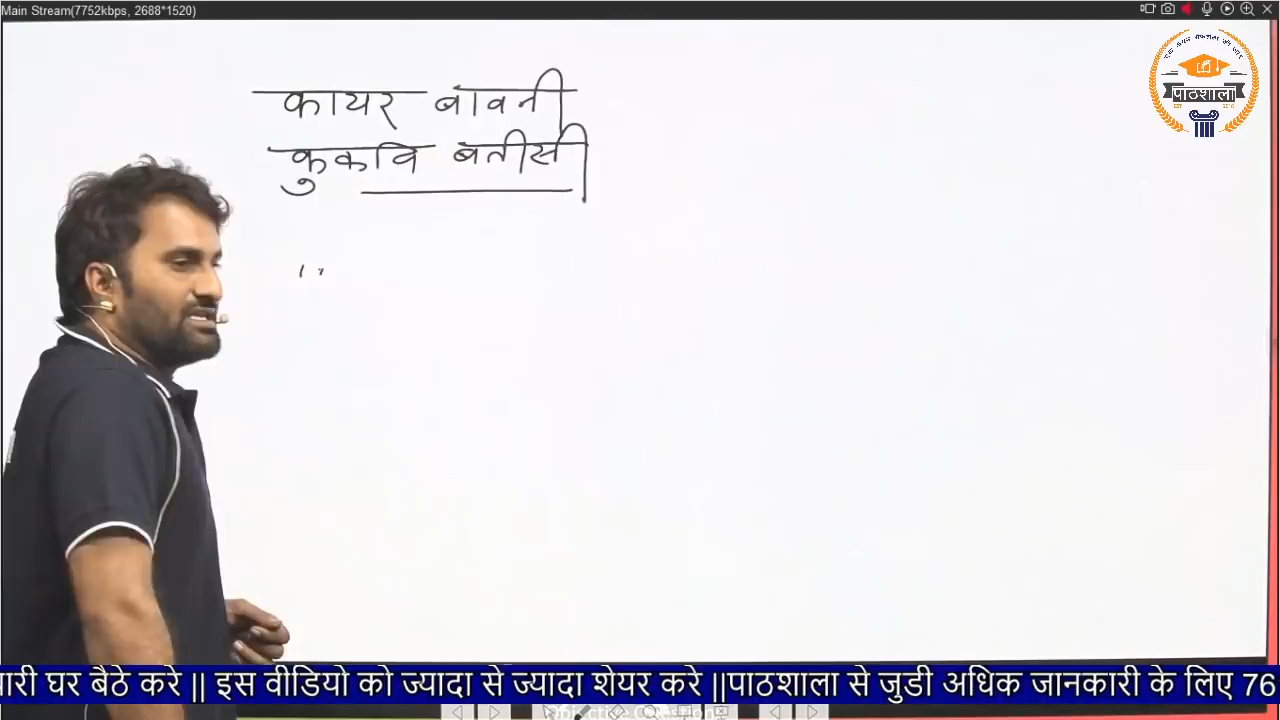 Main Stream(7752kbps, 2688*1520)
कायर बावनी
कुकवि बतीसी
पाठशाला
यारी घर बैठे करे || इस वीडियो को ज्यादा से ज्यादा शेयर करे ||पाठशाला से जुडी अधिक जानकारी के लिए 76